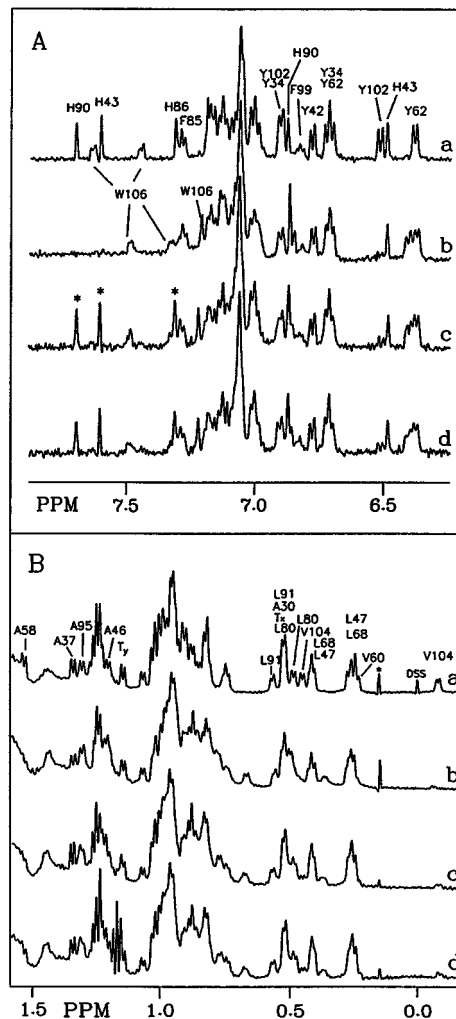 A
H90
Y102
Y34
F99
Y34
Y62
Y102
H43
H90
H43
H86
F85
Y42
Y62
a
W106
W106
b
* * *
c
d
PPM 7.5 7.0 6.5
B
L91
A30
Tx
L80
L80
V104
L68
L47
L47
L68
A58
A37
A95
A46
Ty
L91
V60
*
DSS
V104
a
b
c
d
1.5 PPM 1.0 0.5 0.0